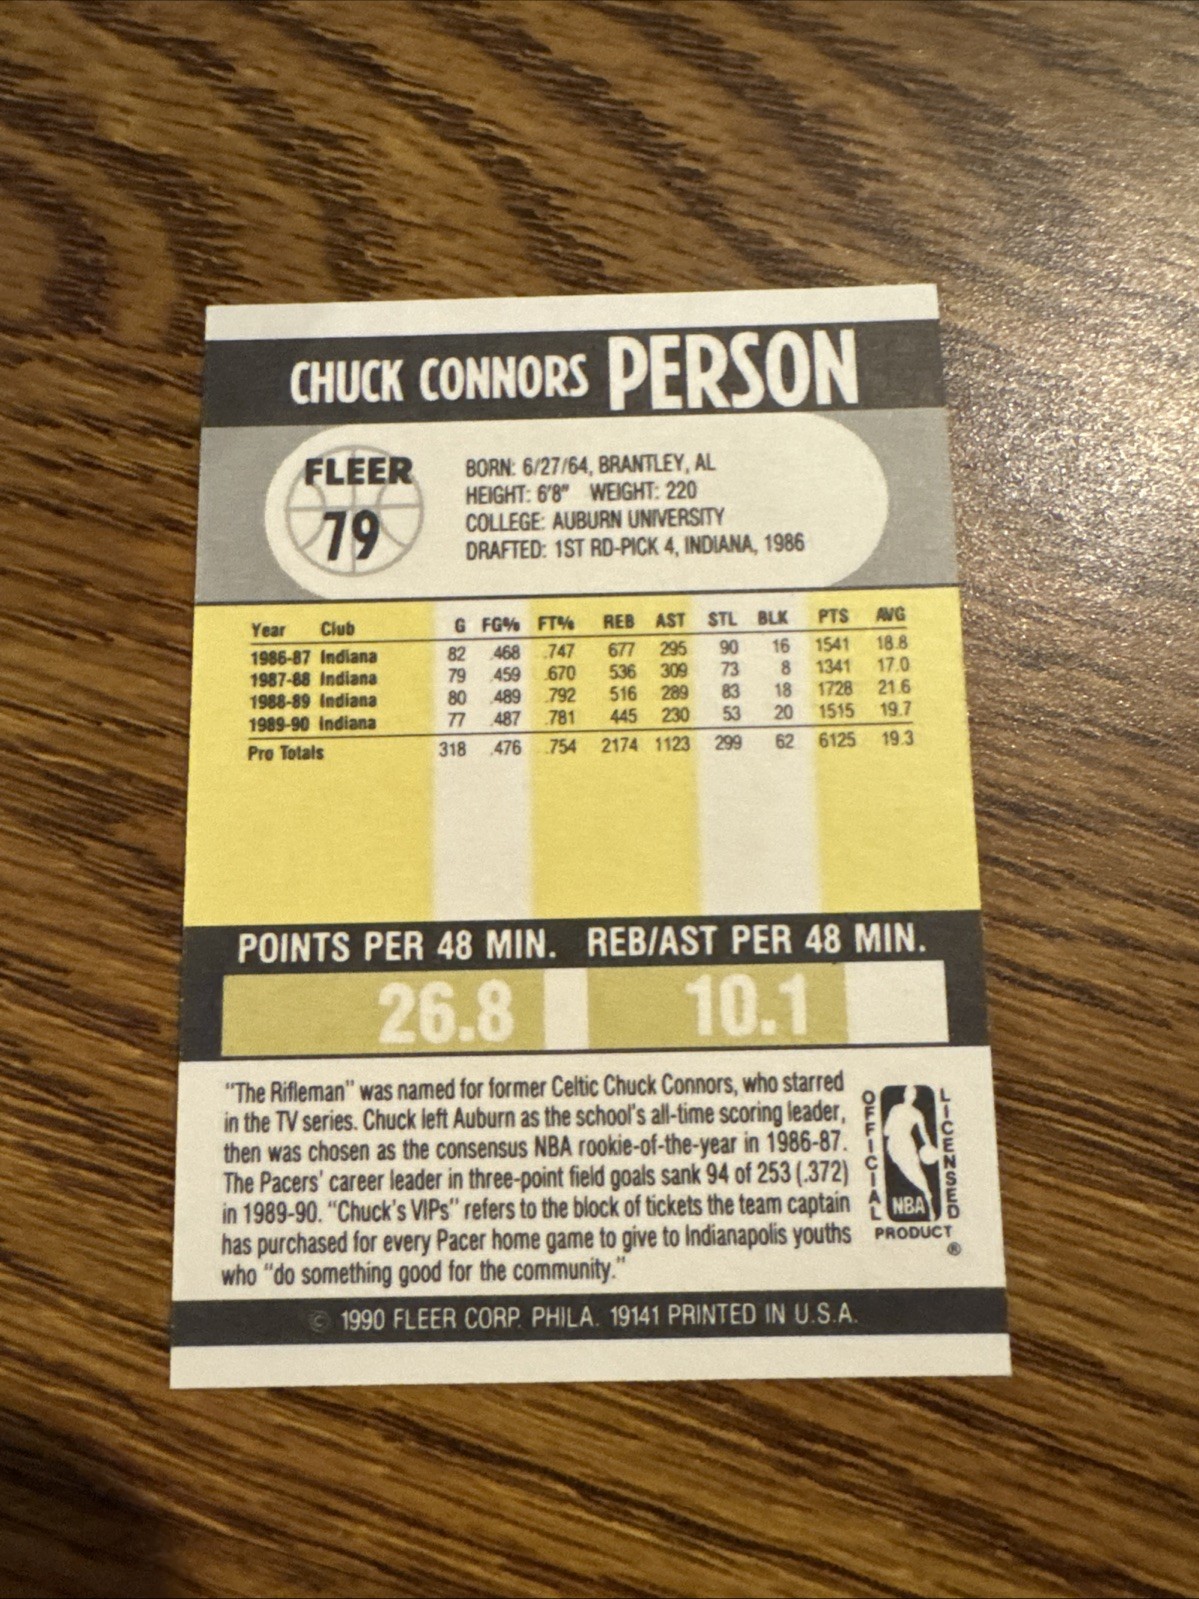 CHUCK CONNORS PERSON
FLEER
79
BORN: 6/27/64, BRANTLEY, AL
HEIGHT: 6'8" WEIGHT: 220
COLLEGE: AUBURN UNIVERSITY
DRAFTED: 1ST RD-PICK 4, INDIANA, 1986
Year Club G FG% FT% REB AST STL BLK PTS AVG
1986-87 Indiana 82 .468 .747 677 295 90 16 1541 18.8
1987-88 Indiana 79 .459 .670 536 309 73 8 1341 17.0
1988-89 Indiana 80 .489 .792 516 289 83 18 1728 21.6
1989-90 Indiana 77 .487 .781 445 230 53 20 1515 19.7
Pro Totals 318 .476 .754 2174 1123 299 62 6125 19.3
POINTS PER 48 MIN. REB/AST PER 48 MIN.
26.8 10.1
"The Rifleman" was named for former Celtic Chuck Connors, who starred
in the TV series. Chuck left Auburn as the school's all-time scoring leader,
then was chosen as the consensus NBA rookie-of-the-year in 1986-87.
The Pacers' career leader in three-point field goals sank 94 of 253 (.372)
in 1989-90. "Chuck's VIPs" refers to the block of tickets the team captain
has purchased for every Pacer home game to give to Indianapolis youths
who "do something good for the community."
OFFICIAL LICENSED
NBA
PRODUCT
®
© 1990 FLEER CORP. PHILA. 19141 PRINTED IN U.S.A.